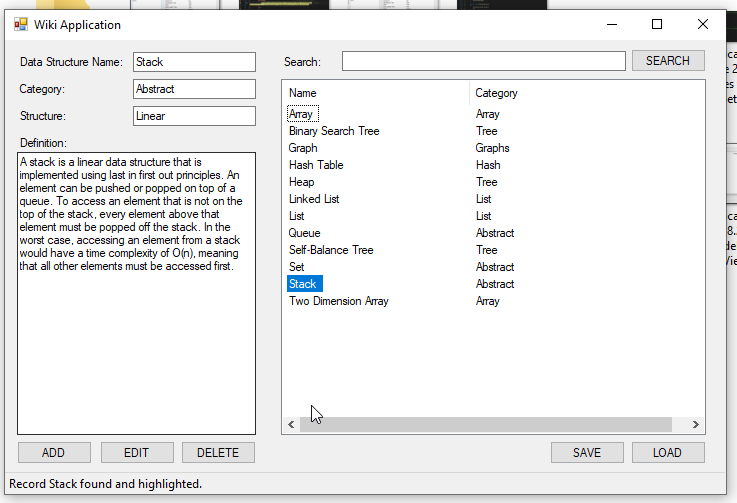 Wiki Application
Data Structure Name: Stack
Category: Abstract
Structure: Linear
Definition:
A stack is a linear data structure that is
implemented using last in first out principles. An
element can be pushed or popped on top of a
queue. To access an element that is not on the
top of the stack, every element above that
element must be popped off the stack. In the
worst case, accessing an element from a stack
would have a time complexity of O(n), meaning
that all other elements must be accessed first.
ADD EDIT DELETE
Search: SEARCH
Name Category
Array Array
Binary Search Tree Tree
Graph Graphs
Hash Table Hash
Heap Tree
Linked List List
List List
Queue Abstract
Self-Balance Tree Tree
Set Abstract
Stack Abstract
Two Dimension Array Array
SAVE LOAD
Record Stack found and highlighted.